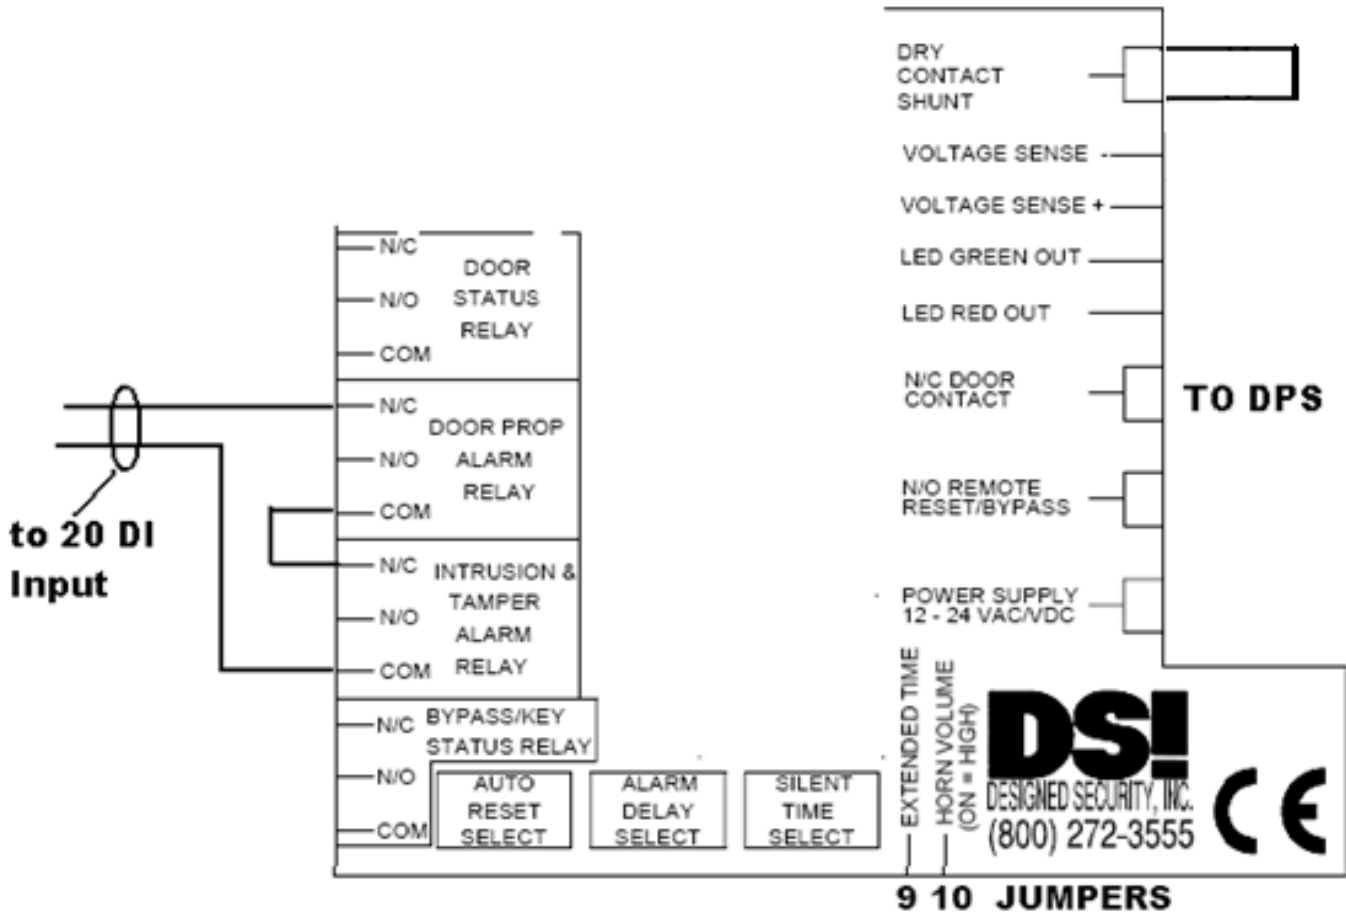 DRY
CONTACT
SHUNT
VOLTAGE SENSE -
VOLTAGE SENSE +
LED GREEN OUT
LED RED OUT
N/C DOOR
CONTACT
TO DPS
N/O REMOTE
RESET/BYPASS
POWER SUPPLY
12 - 24 VAC/VDC
N/C
N/O
COM
DOOR
STATUS
RELAY
N/C
N/O
COM
DOOR PROP
ALARM
RELAY
to 20 DI
Input
N/C
N/O
COM
INTRUSION &
TAMPER
ALARM
RELAY
N/C
N/O
COM
BYPASS/KEY
STATUS RELAY
AUTO
RESET
SELECT
ALARM
DELAY
SELECT
SILENT
TIME
SELECT
EXTENDED TIME
HORN VOLUME
(ON = HIGH)
DSI
DESIGNED SECURITY, INC.
(800) 272-3555
CE
9 10 JUMPERS